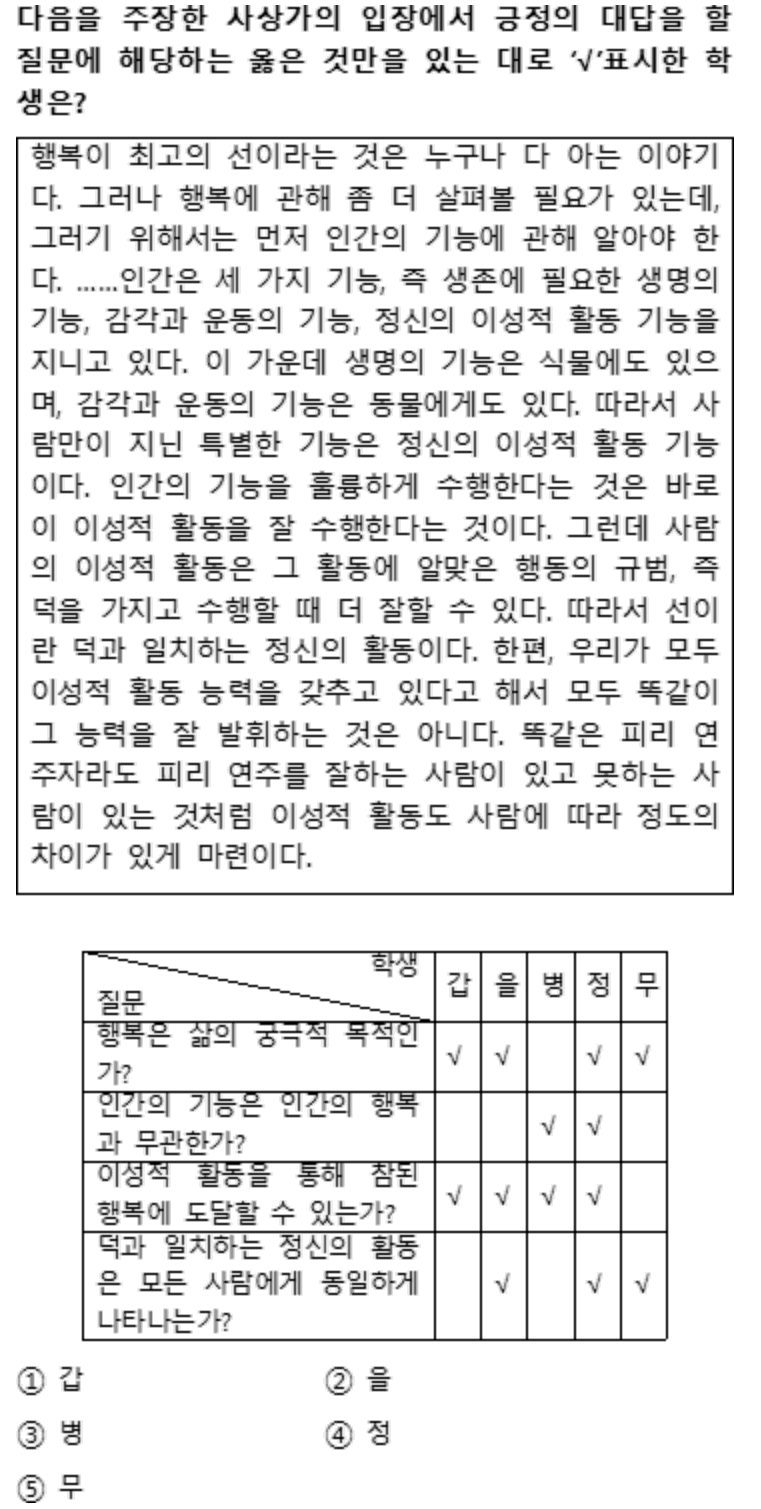 다음을 주장한 사상가의 입장에서 긍정의 대답을 할
질문에 해당하는 옳은 것만을 있는 대로 ‘√’표시한 학
생은?
행복이 최고의 선이라는 것은 누구나 다 아는 이야기
다. 그러나 행복에 관해 좀 더 살펴볼 필요가 있는데,
그러기 위해서는 먼저 인간의 기능에 관해 알아야 한
다. ……인간은 세 가지 기능, 즉 생존에 필요한 생명의
기능, 감각과 운동의 기능, 정신의 이성적 활동 기능을
지니고 있다. 이 가운데 생명의 기능은 식물에도 있으
며, 감각과 운동의 기능은 동물에게도 있다. 따라서 사
람만이 지닌 특별한 기능은 정신의 이성적 활동 기능
이다. 인간의 기능을 훌륭하게 수행한다는 것은 바로
이 이성적 활동을 잘 수행한다는 것이다. 그런데 사람
의 이성적 활동은 그 활동에 알맞은 행동의 규범, 즉
덕을 가지고 수행할 때 더 잘할 수 있다. 따라서 선이
란 덕과 일치하는 정신의 활동이다. 한편, 우리가 모두
이성적 활동 능력을 갖추고 있다고 해서 모두 똑같이
그 능력을 잘 발휘하는 것은 아니다. 똑같은 피리 연
주자라도 피리 연주를 잘하는 사람이 있고 못하는 사
람이 있는 것처럼 이성적 활동도 사람에 따라 정도의
차이가 있게 마련이다.
학생
질문
갑 을 병 정 무
행복은 삶의 궁극적 목적인
가?
√ √ √ √
인간의 기능은 인간의 행복
과 무관한가?
√ √
이성적 활동을 통해 참된
행복에 도달할 수 있는가?
√ √ √ √
덕과 일치하는 정신의 활동
은 모든 사람에게 동일하게
나타나는가?
√ √ √
① 갑 ② 을
③ 병 ④ 정
⑤ 무